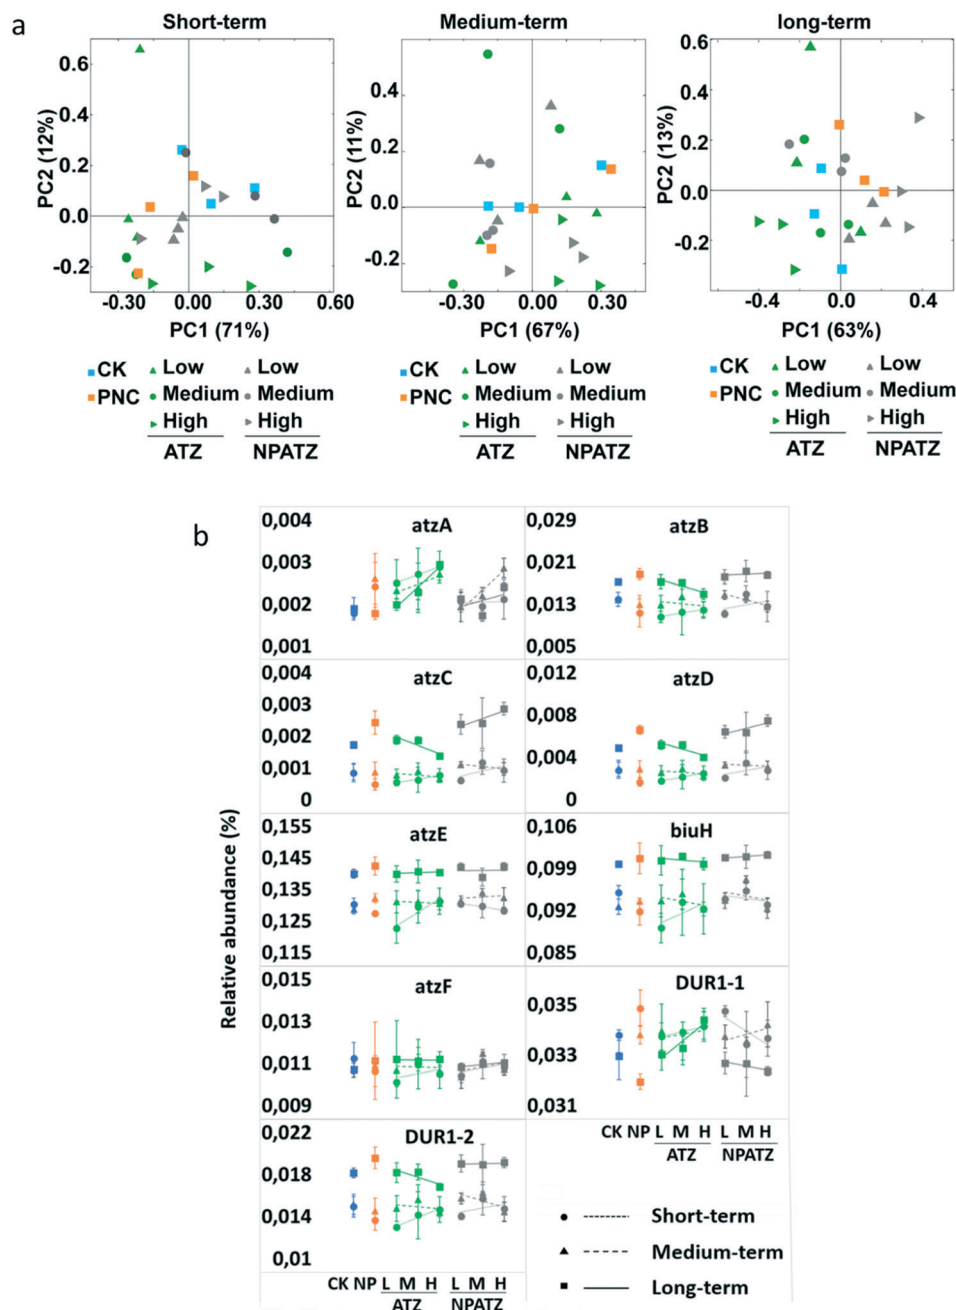 a
Short-term
Medium-term
long-term
PC2 (12%)
0.6
0.4
0.2
0.0
-0.2
-0.30
0.00
0.30
0.60
PC1 (71%)
PC2 (11%)
0.4
0.2
0.0
-0.2
-0.30
0.00
0.30
PC1 (67%)
PC2 (13%)
0.6
0.4
0.2
0.0
-0.2
-0.4
0.0
0.4
PC1 (63%)
CK Low Low
PNC Medium Medium
High High
ATZ NPATZ
CK Low Low
PNC Medium Medium
High High
ATZ NPATZ
CK Low Low
PNC Medium Medium
High High
ATZ NPATZ
b
Relative abundance (%)
atzA
0,004
0,003
0,002
0,001
atzB
0,029
0,021
0,013
0,005
atzC
0,004
0,003
0,002
0,001
0
atzD
0,012
0,008
0,004
0
atzE
0,155
0,145
0,135
0,125
0,115
biuH
0,106
0,099
0,092
0,085
atzF
0,015
0,013
0,011
0,009
DUR1-1
0,035
0,033
0,031
CK NP L M H L M H
ATZ NPATZ
DUR1-2
0,022
0,018
0,014
0,01
CK NP L M H L M H
ATZ NPATZ
Short-term
Medium-term
Long-term